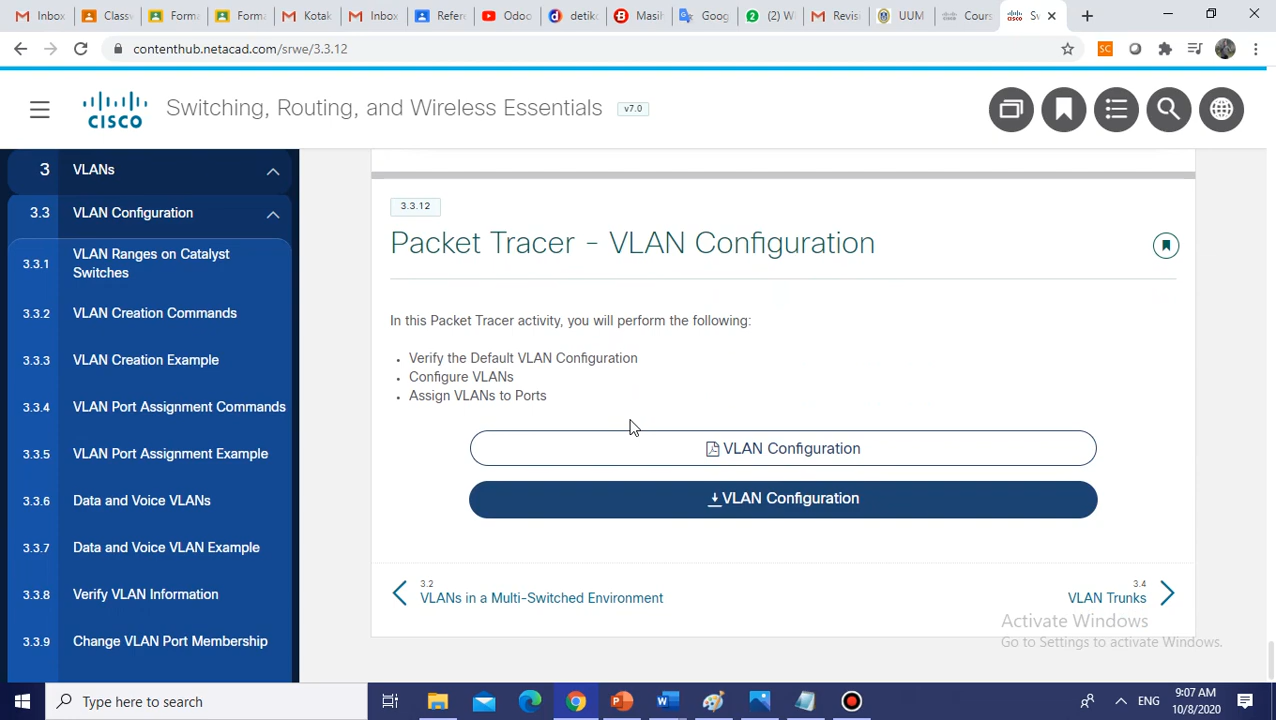 Inbox
Class
Forma
Forma
Kotak
Inbox
Refere
Odoo
detike
Masih
Goog
(2) W
Revis
UUM
Cours
contenthub.netacad.com/srwe/3.3.12
CISCO
Switching, Routing, and Wireless Essentials
v7.0
3 VLANs
3.3 VLAN Configuration
3.3.1 VLAN Ranges on Catalyst
Switches
3.3.2 VLAN Creation Commands
3.3.3 VLAN Creation Example
3.3.4 VLAN Port Assignment Commands
3.3.5 VLAN Port Assignment Example
3.3.6 Data and Voice VLANs
3.3.7 Data and Voice VLAN Example
3.3.8 Verify VLAN Information
3.3.9 Change VLAN Port Membership
3.3.12
Packet Tracer - VLAN Configuration
In this Packet Tracer activity, you will perform the following:
• Verify the Default VLAN Configuration
• Configure VLANs
• Assign VLANs to Ports
VLAN Configuration
VLAN Configuration
3.2
VLANs in a Multi-Switched Environment
3.4
VLAN Trunks
Activate Windows
Go to Settings to activate Windows.
Type here to search
ENG
9:07 AM
10/8/2020